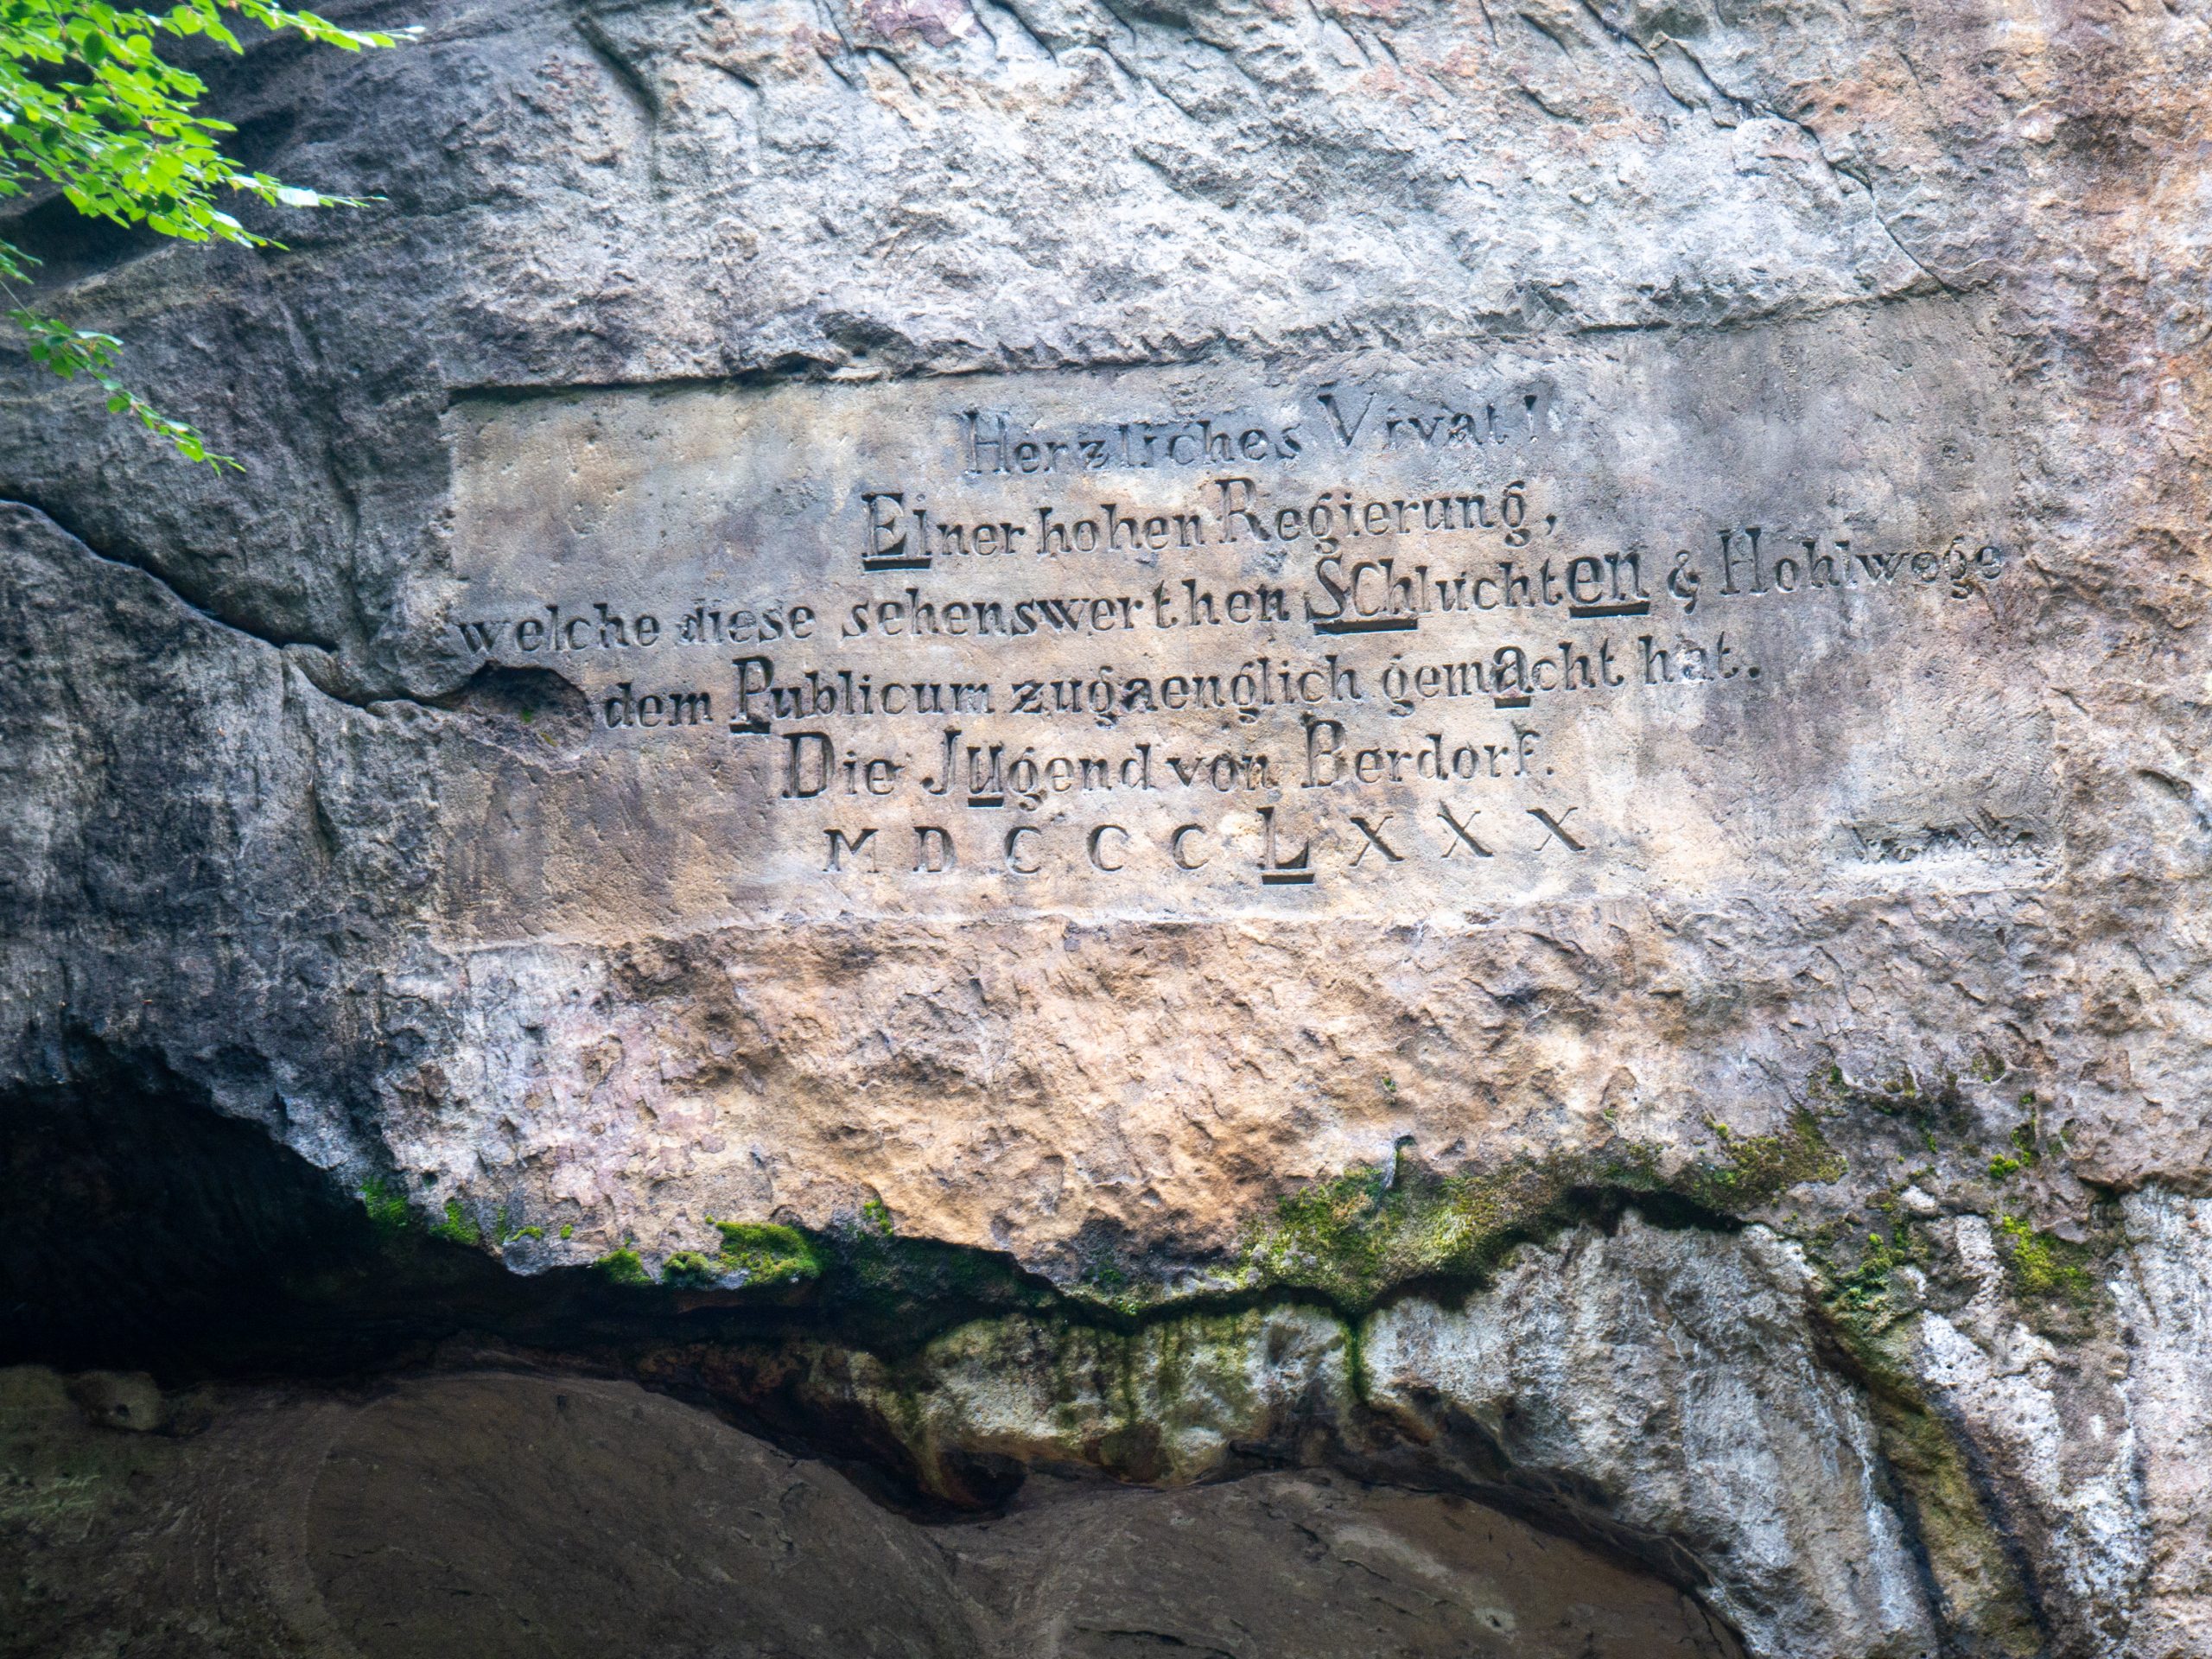 Herzliches Vivat!
Einer hohen Regierung,
welche diese sehenswerthen SChluchten & Hohlwege
dem Publicum zugaenglich gemacht hat.
Die Jugend von Berdorf.
MDCCCLXXX